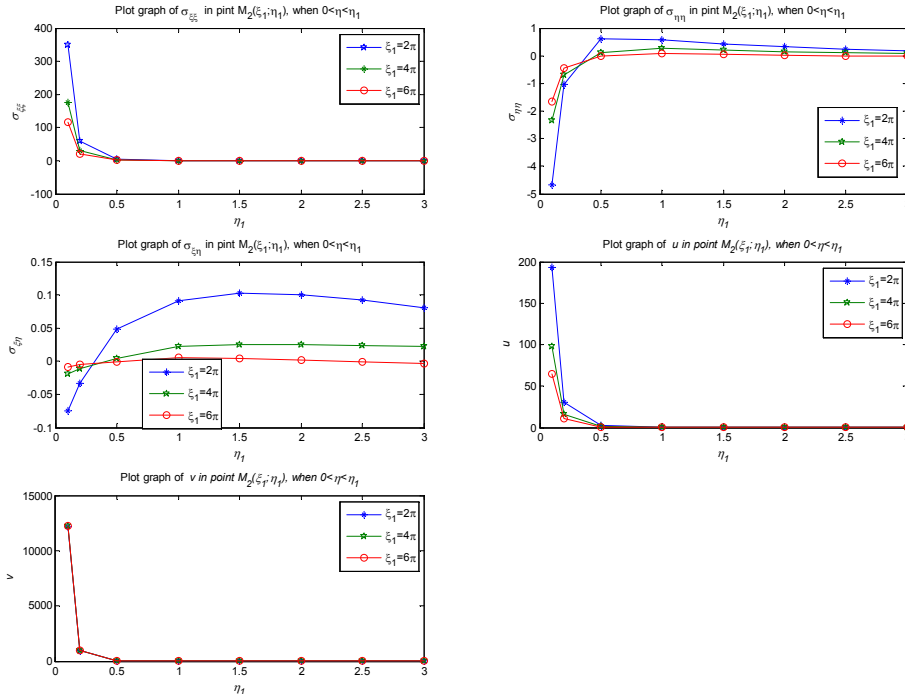 Plot graph of σξξ in pint M2(ξ1;η1), when 0<η<η1
400
300
200
100
0
-100
σξξ
0 0.5 1 1.5 2 2.5 3
η1
ξ1=2π
ξ1=4π
ξ1=6π
Plot graph of σηη in pint M2(ξ1;η1), when 0<η<η1
1
0
-1
-2
-3
-4
-5
σηη
0 0.5 1 1.5 2 2.5
η1
ξ1=2π
ξ1=4π
ξ1=6π
Plot graph of σξη in pint M2(ξ1;η1), when 0<η<η1
0.15
0.1
0.05
0
-0.05
-0.1
σξη
0 0.5 1 1.5 2 2.5 3
η1
ξ1=2π
ξ1=4π
ξ1=6π
Plot graph of u in point M2(ξ1;η1), when 0<η<η1
200
150
100
50
0
u
0 0.5 1 1.5 2 2.5
η1
ξ1=2π
ξ1=4π
ξ1=6π
Plot graph of v in point M2(ξ1;η1), when 0<η<η1
15000
10000
5000
0
v
0 0.5 1 1.5 2 2.5 3
η1
ξ1=2π
ξ1=4π
ξ1=6π